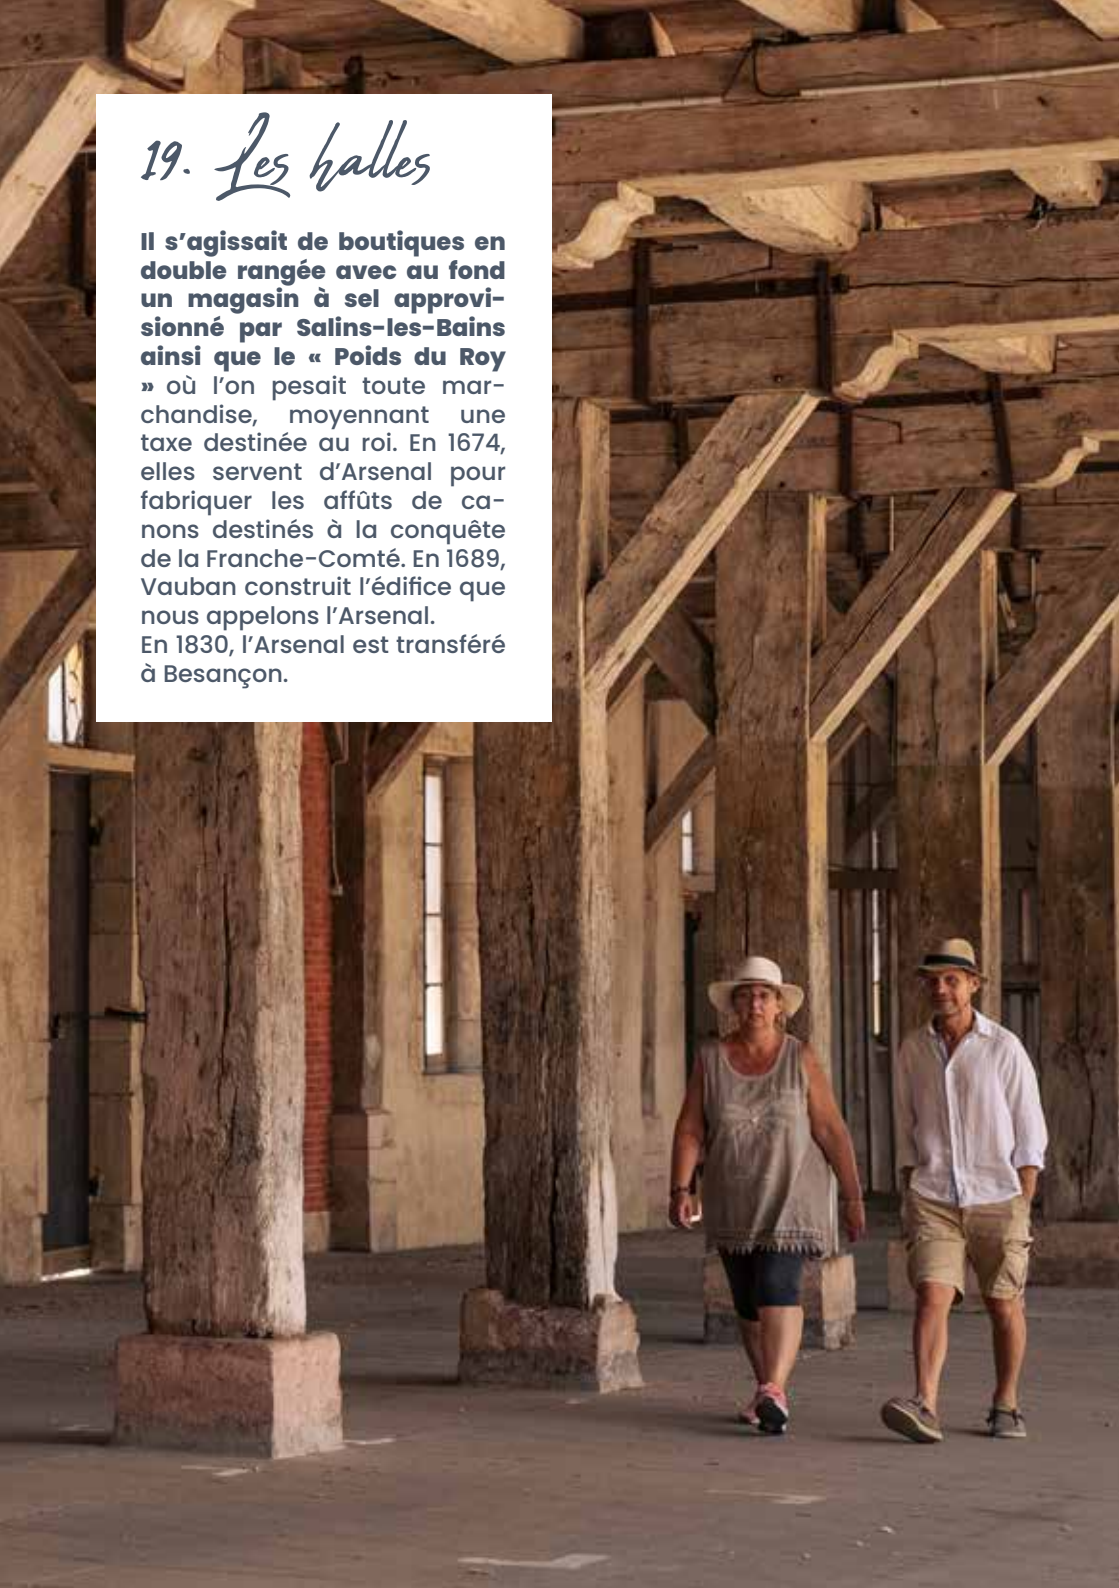 19. Les halles
Il s’agissait de boutiques en
double rangée avec au fond
un magasin à sel approvi-
sionné par Salins-les-Bains
ainsi que le « Poids du Roy
» où l’on pesait toute mar-
chandise, moyennant une
taxe destinée au roi. En 1674,
elles servent d’Arsenal pour
fabriquer les affûts de ca-
nons destinés à la conquête
de la Franche-Comté. En 1689,
Vauban construit l’édifice que
nous appelons l’Arsenal.
En 1830, l’Arsenal est transféré
à Besançon.